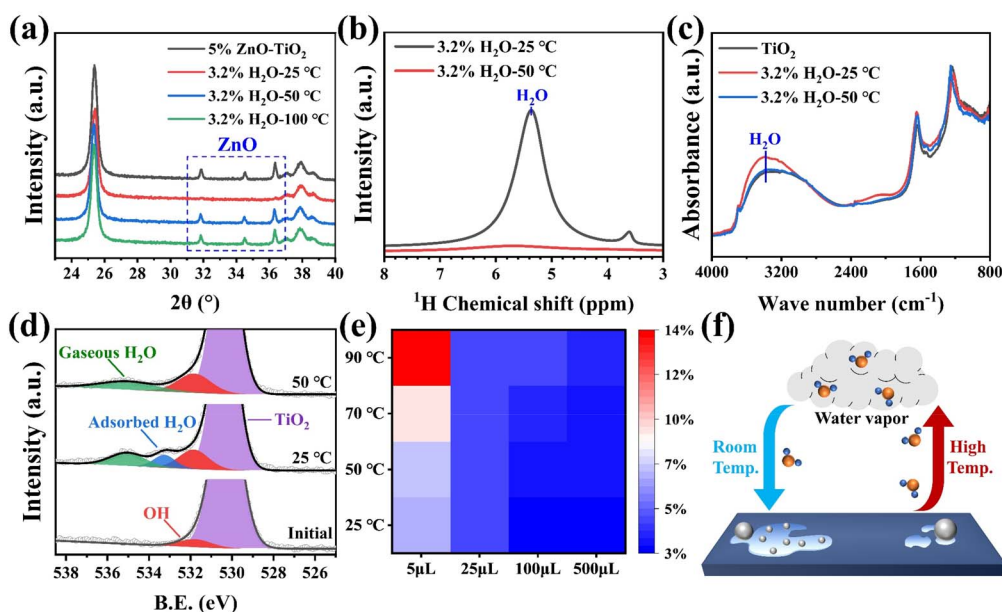 (a)
5% ZnO-TiO₂
3.2% H₂O-25 °C
3.2% H₂O-50 °C
3.2% H₂O-100 °C
ZnO
Intensity (a.u.)
24 26 28 30 32 34 36 38 40
2θ (°)
(b)
3.2% H₂O-25 °C
3.2% H₂O-50 °C
H₂O
Intensity (a.u.)
8 7 6 5 4 3
¹H Chemical shift (ppm)
(c)
TiO₂
3.2% H₂O-25 °C
3.2% H₂O-50 °C
H₂O
Absorbance (a.u.)
4000 3200 2400 1600 800
Wave number (cm⁻¹)
(d)
Gaseous H₂O
50 °C
Adsorbed H₂O
TiO₂
25 °C
OH
Initial
Intensity (a.u.)
538 536 534 532 530 528 526
B.E. (eV)
(e)
90 °C
70 °C
50 °C
25 °C
5μL 25μL 100μL 500μL
14%
13%
11%
10%
9%
7%
6%
5%
3%
(f)
Water vapor
Room
Temp.
High
Temp.